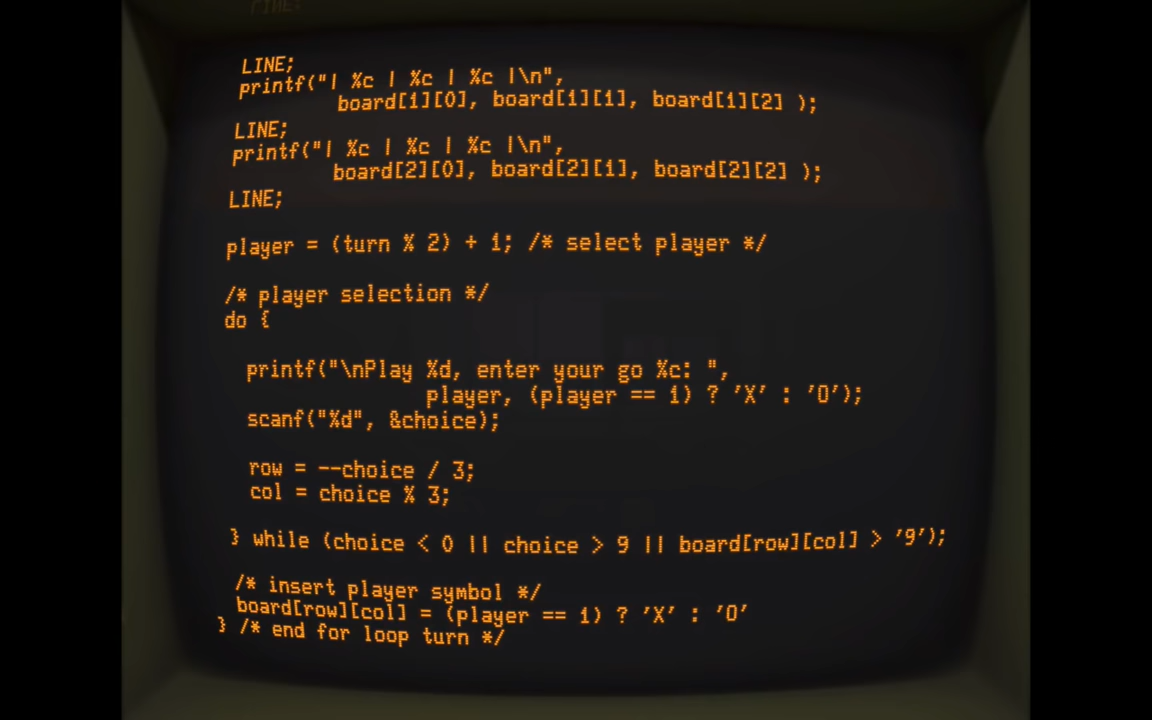 LINE;
printf("| %c | %c | %c |\n",
board[1][0], board[1][1], board[1][2] );
LINE;
printf("| %c | %c | %c |\n",
board[2][0], board[2][1], board[2][2] );
LINE;
player = (turn % 2) + 1; /* select player */
/* player selection */
do {
printf("\nPlay %d, enter your go %c: ",
player, (player == 1) ? 'X' : 'O');
scanf("%d", &choice);
row = --choice / 3;
col = choice % 3;
} while (choice < 0 || choice > 9 || board[row][col] > '9');
/* insert player symbol */
board[row][col] = (player == 1) ? 'X' : 'O'
} /* end for loop turn */